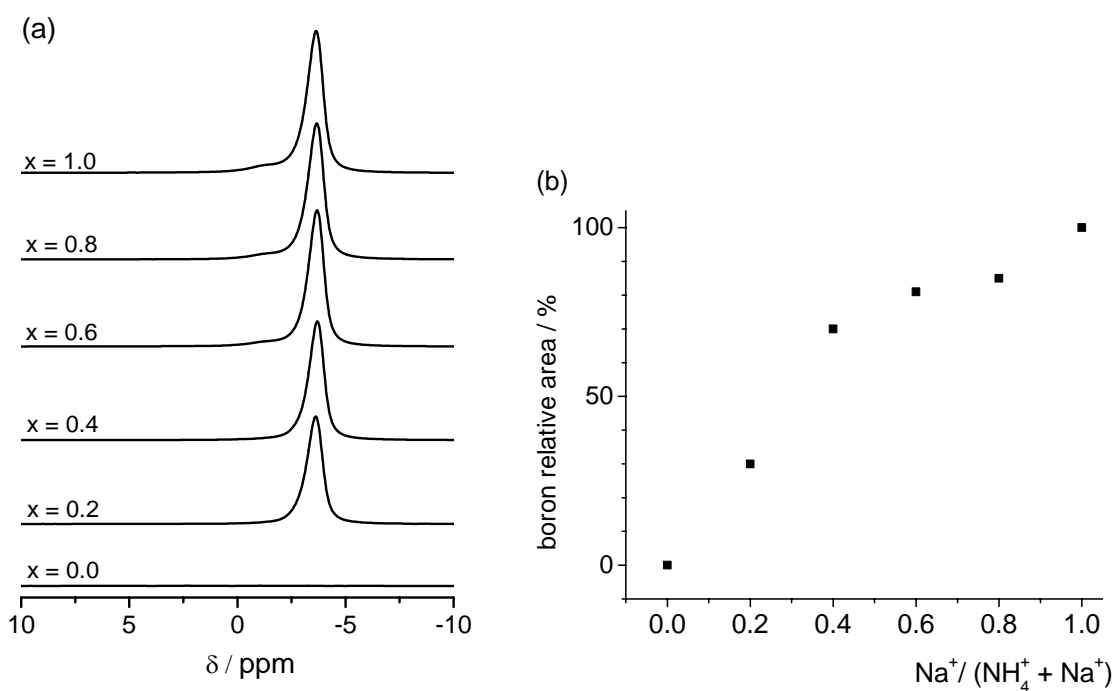 (a)
x = 1.0
x = 0.8
x = 0.6
x = 0.4
x = 0.2
x = 0.0
10 5 0 -5 -10
δ / ppm
(b)
100
50
0
boron relative area / %
0.0 0.2 0.4 0.6 0.8 1.0
Na⁺/ (NH₄⁺ + Na⁺)